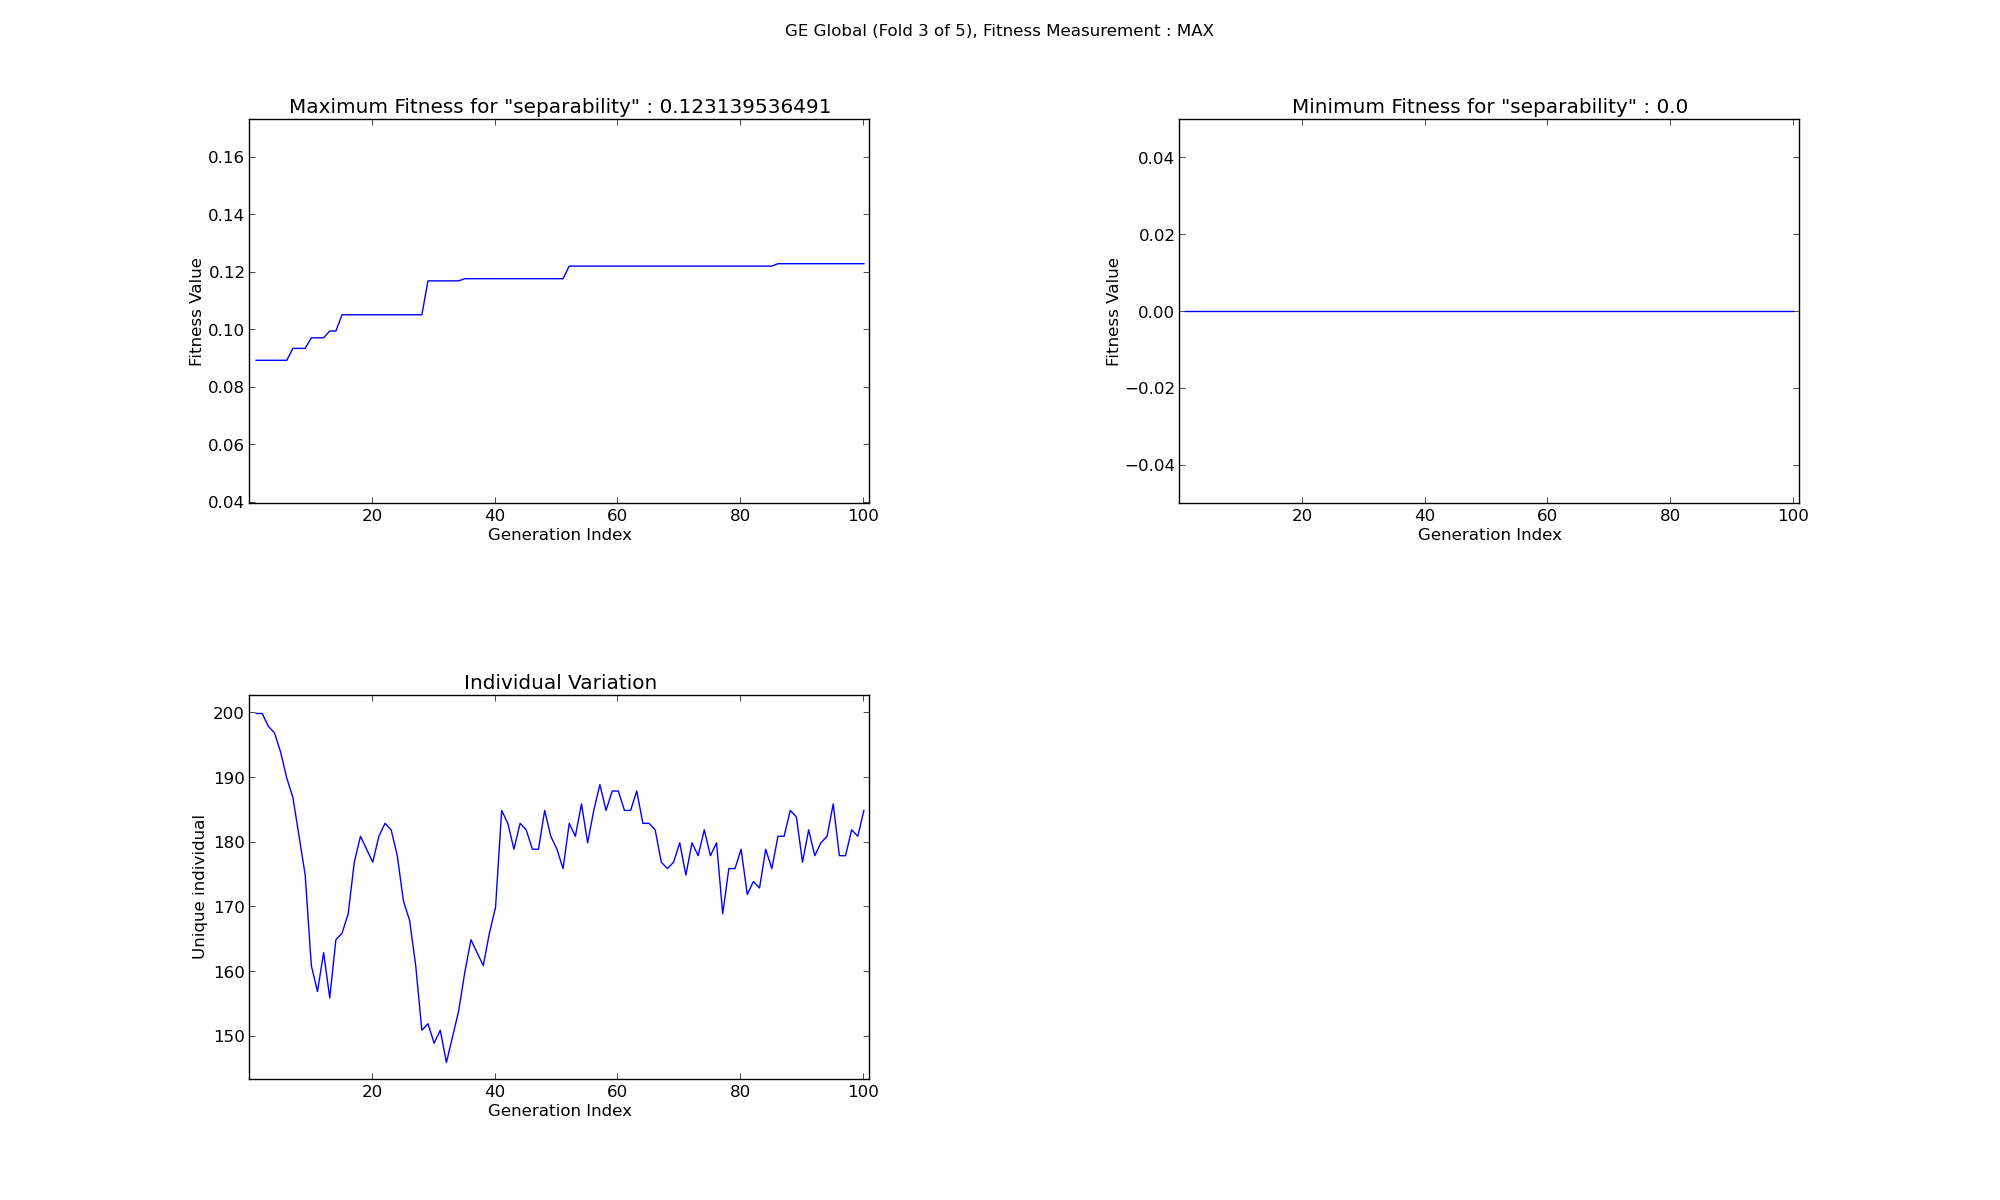 GE Global (Fold 3 of 5), Fitness Measurement : MAX
Maximum Fitness for "separability" : 0.123139536491
0.16
0.14
0.12
0.10
0.08
0.06
0.04
Fitness Value
20 40 60 80 100
Generation Index
Minimum Fitness for "separability" : 0.0
0.04
0.02
0.00
−0.02
−0.04
Fitness Value
20 40 60 80 100
Generation Index
Individual Variation
200
190
180
170
160
150
Unique individual
20 40 60 80 100
Generation Index